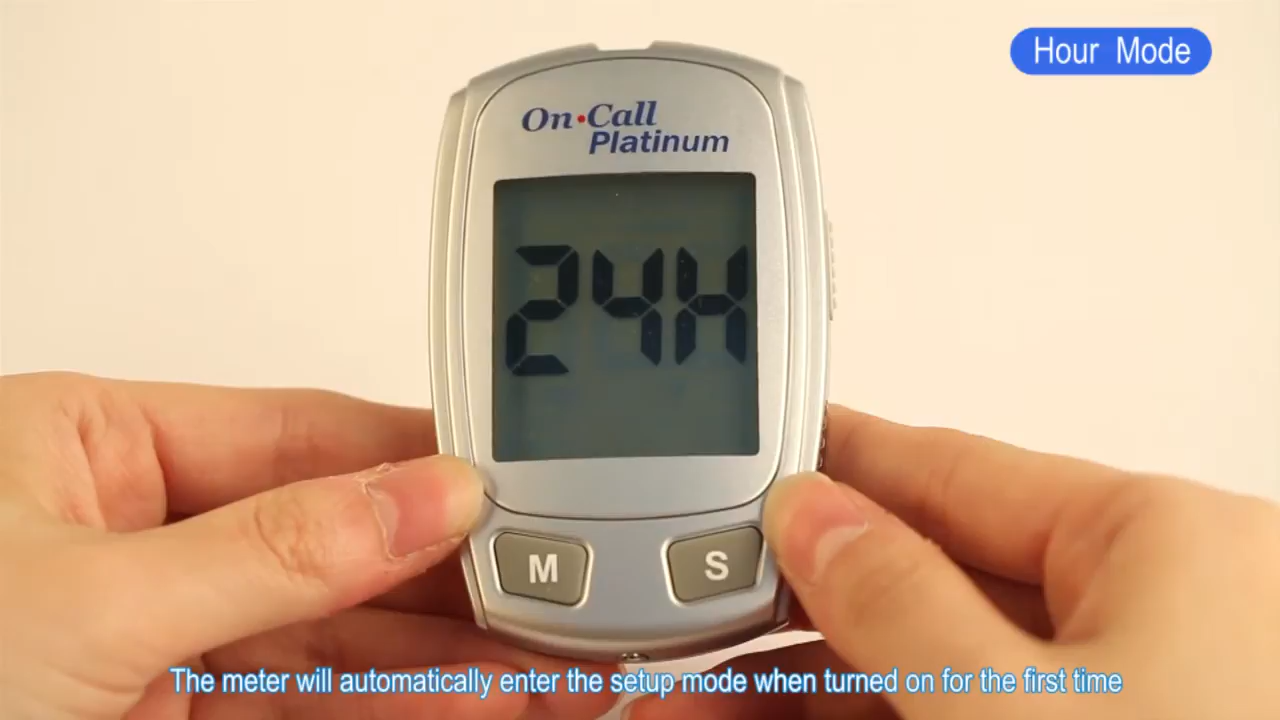 Hour Mode
On•Call
Platinum
24H
M
S
The meter will automatically enter the setup mode when turned on for the first time